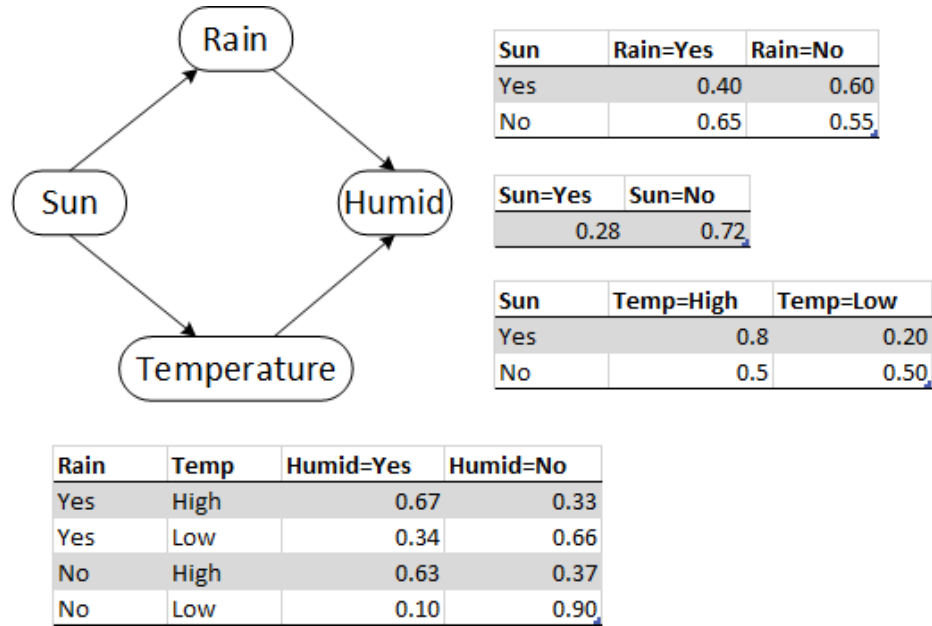 Rain
Sun
Humid
Temperature
Sun Rain=Yes Rain=No
Yes 0.40 0.60
No 0.65 0.55
Sun=Yes Sun=No
0.28 0.72
Sun Temp=High Temp=Low
Yes 0.8 0.20
No 0.5 0.50
Rain Temp Humid=Yes Humid=No
Yes High 0.67 0.33
Yes Low 0.34 0.66
No High 0.63 0.37
No Low 0.10 0.90